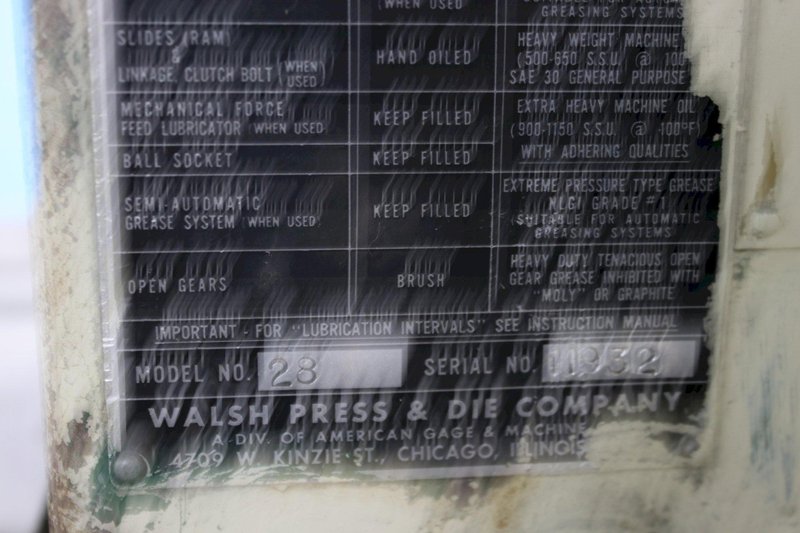 (WHEN USED) GREASING SYSTEMS
SLIDES (RAM)
&
LINKAGE, CLUTCH BOLT (WHEN USED)
HAND OILED
HEAVY WEIGHT MACHINE
(500-650 S.S.U. @ 100
SAE 30 GENERAL PURPOSE
MECHANICAL FORCE
FEED LUBRICATOR (WHEN USED)
KEEP FILLED
EXTRA HEAVY MACHINE OIL
(900-1150 S.S.U. @ 100°F)
WITH ADHERING QUALITIES
BALL SOCKET
KEEP FILLED
SEMI-AUTOMATIC
GREASE SYSTEM (WHEN USED)
KEEP FILLED
EXTREME PRESSURE TYPE GREASE
NLGI GRADE #1
(SUITABLE FOR AUTOMATIC
GREASING SYSTEMS
OPEN GEARS
BRUSH
HEAVY DUTY TENACIOUS OPEN
GEAR GREASE INHIBITED WITH
"MOLY" OR GRAPHITE
IMPORTANT - FOR "LUBRICATION INTERVALS" SEE INSTRUCTION MANUAL
MODEL NO. 28 SERIAL NO. 11932
WALSH PRESS & DIE COMPANY
A DIV. OF AMERICAN GAGE & MACHINE
4709 W. KINZIE ST., CHICAGO, ILLINOIS